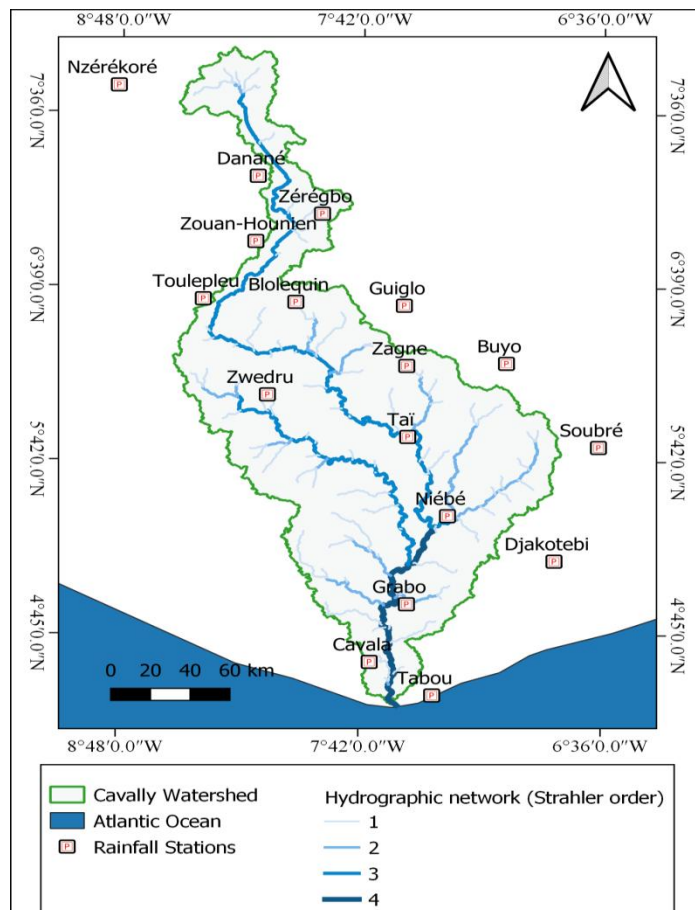 8°48'0.0"W 7°42'0.0"W 6°36'0.0"W
Nzérékoré
7°36'0.0"N 7°36'0.0"N
Danané
Zérégbo
Zouan-Hounien
6°39'0.0"N 6°39'0.0"N
Toulepleu Blolequin Guiglo
Zagne Buyo
Zwedru
Taï Soubré
5°42'0.0"N 5°42'0.0"N
Niébé
Djakotebi
Grabo
4°45'0.0"N 4°45'0.0"N
Cavala
0 20 40 60 km
Tabou
8°48'0.0"W 7°42'0.0"W 6°36'0.0"W
Cavally Watershed
Atlantic Ocean
Rainfall Stations
Hydrographic network (Strahler order)
1
2
3
4